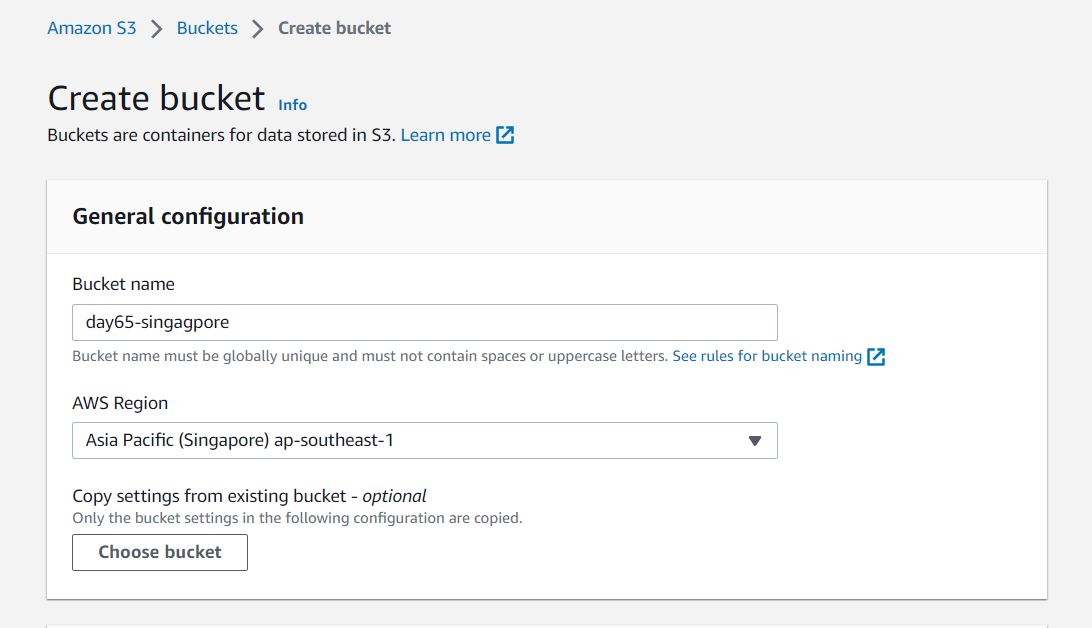 Amazon S3 > Buckets > Create bucket
Create bucket Info
Buckets are containers for data stored in S3. Learn more
General configuration
Bucket name
day65-singagpore
Bucket name must be globally unique and must not contain spaces or uppercase letters. See rules for bucket naming
AWS Region
Asia Pacific (Singapore) ap-southeast-1
Copy settings from existing bucket - optional
Only the bucket settings in the following configuration are copied.
Choose bucket